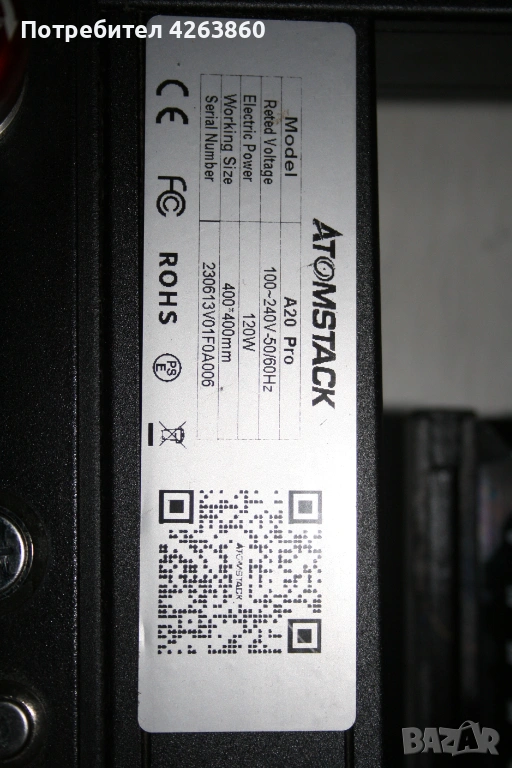 Потребител 4263860
ATOMSTACK
Model A20 Pro
Reted Voltage 100~240V-50/60Hz
Electric Power 120W
Working Size 400*400mm
Serial Number 230613V01F0A006
CE FC ROHS PS E
ATOMSTACK
BAZAR